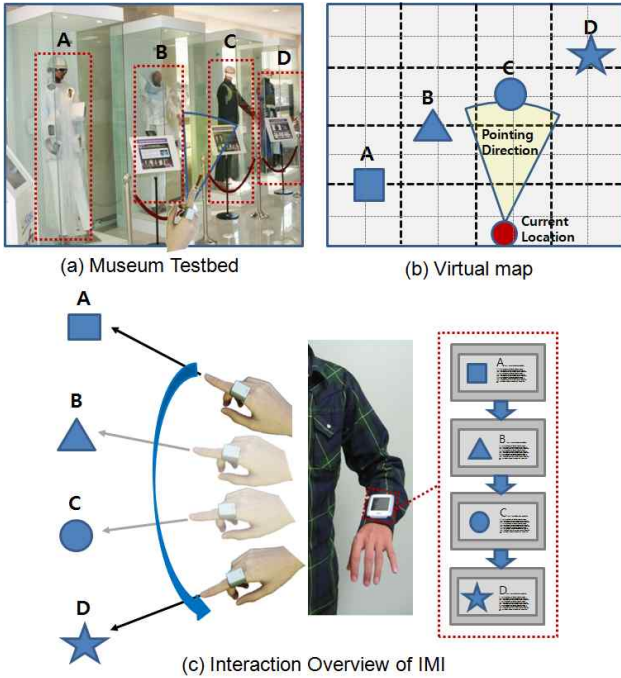 A
B
C
D
(a) Museum Testbed
D
C
B
A
Pointing
Direction
Current
Location
(b) Virtual map
A
B
C
D
A
B
C
D
(c) Interaction Overview of IMI